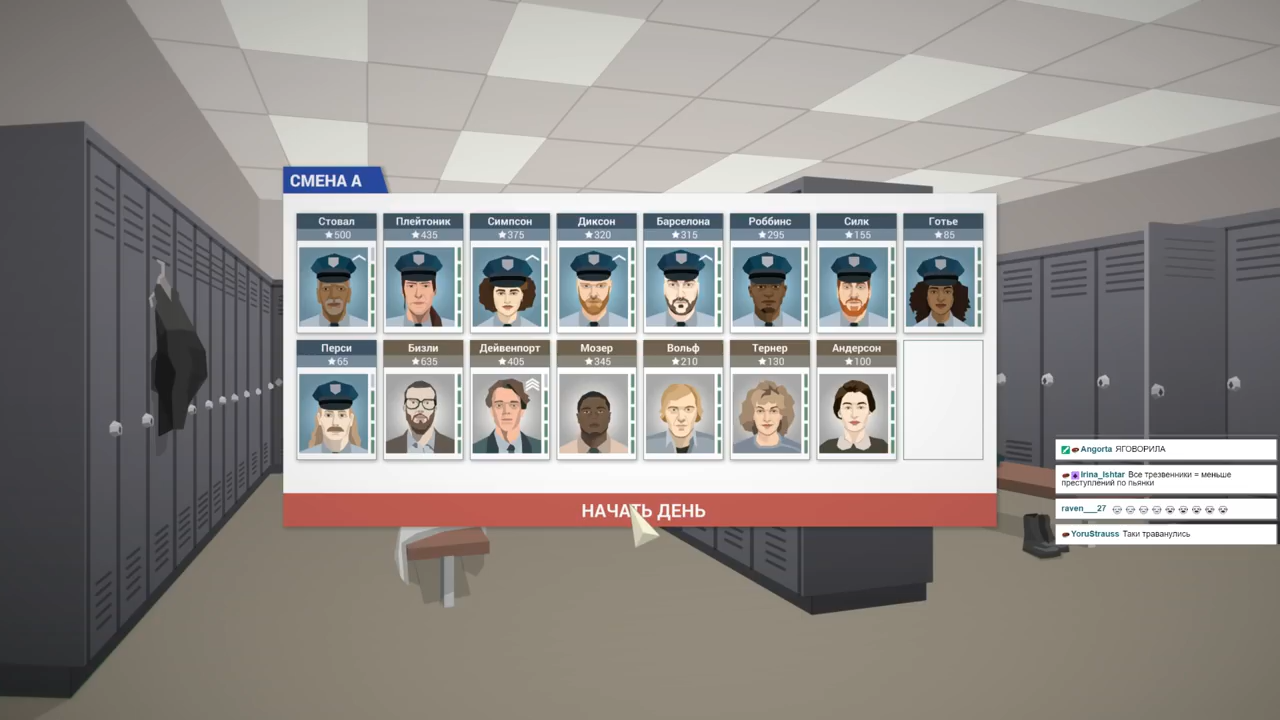 СМЕНА А
Стовал
★500
Плейтоник
★435
Симпсон
★375
Диксон
★320
Барселона
★315
Роббинс
★295
Силк
★155
Готье
★85
Перси
★65
Бизли
★635
Дейвенпорт
★405
Мозер
★345
Вольф
★210
Тернер
★130
Андерсон
★100
НАЧАТЬ ДЕНЬ
Angorta ЯГОВОРИЛА
Irina_Ishtar Все трезвенники = меньше
преступлений по пьянки
raven___27
YoruStrauss Таки траванулись